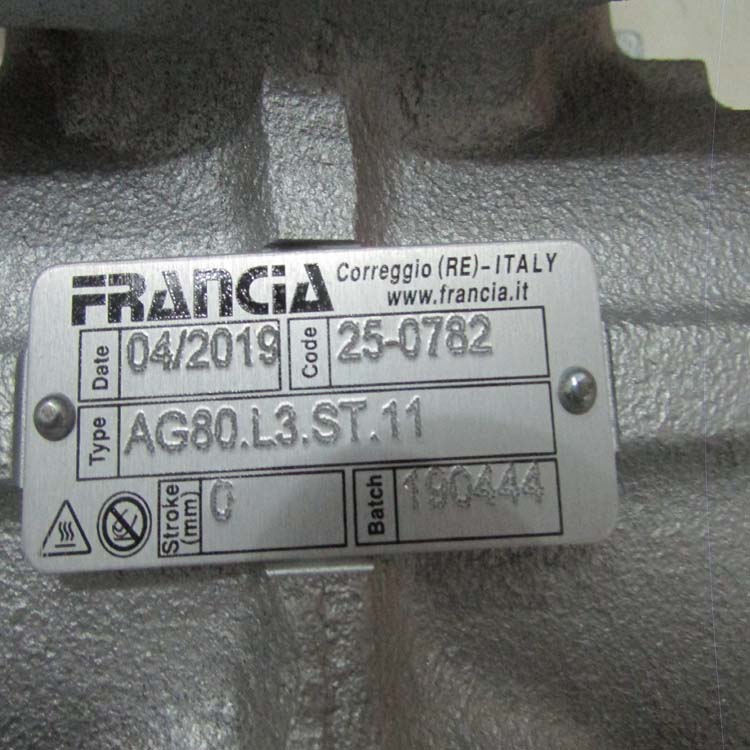 FRANCIA Correggio (RE)-ITALY
www.francia.it
Date 04/2019 Code 25-0782
Type AG80.L3.ST.11
Stroke (mm) 0 Batch 190444